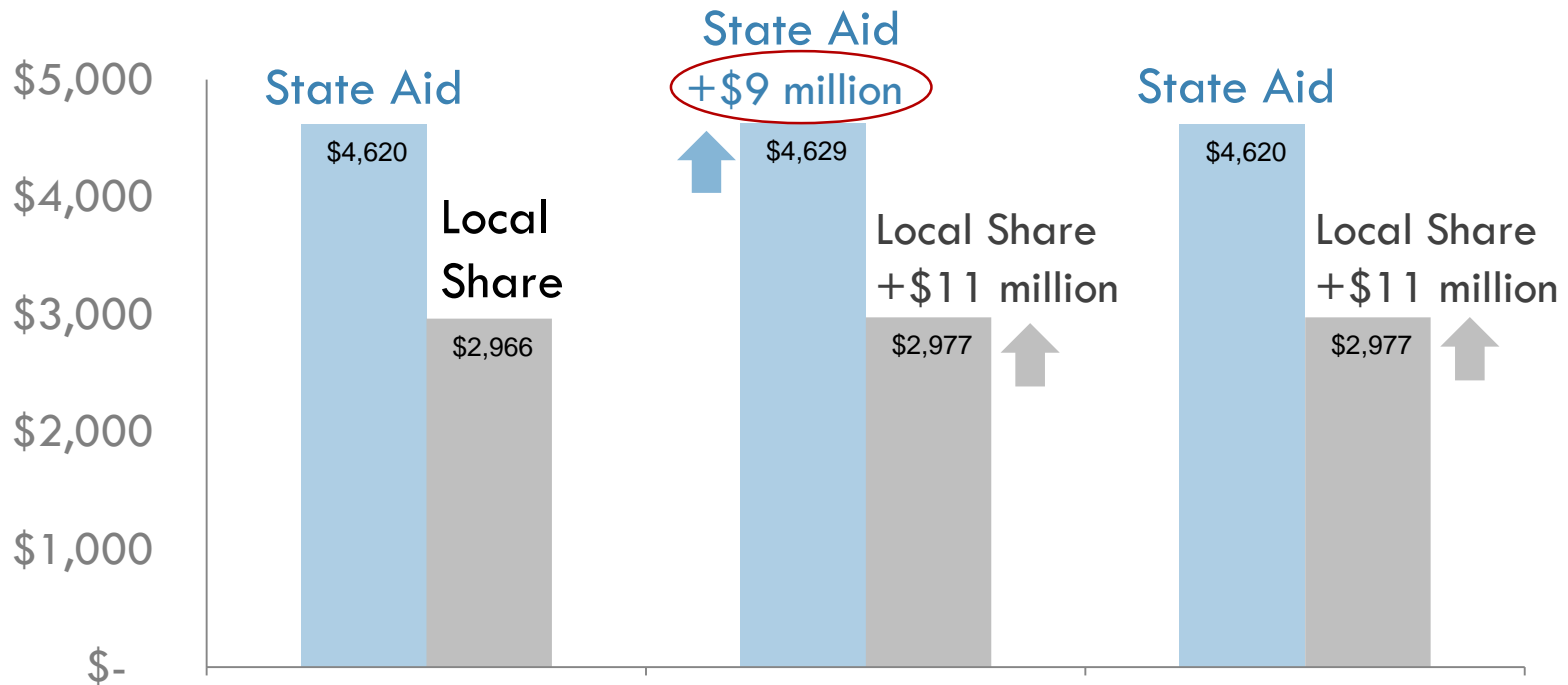 State Aid
+$9 million
$5,000
State Aid
State Aid
$4,620
$4,629
$4,620
$4,000
Local
Share
Local Share
+$11 million
Local Share
+$11 million
$3,000
$2,966
$2,977
$2,977
$2,000
$1,000
$-